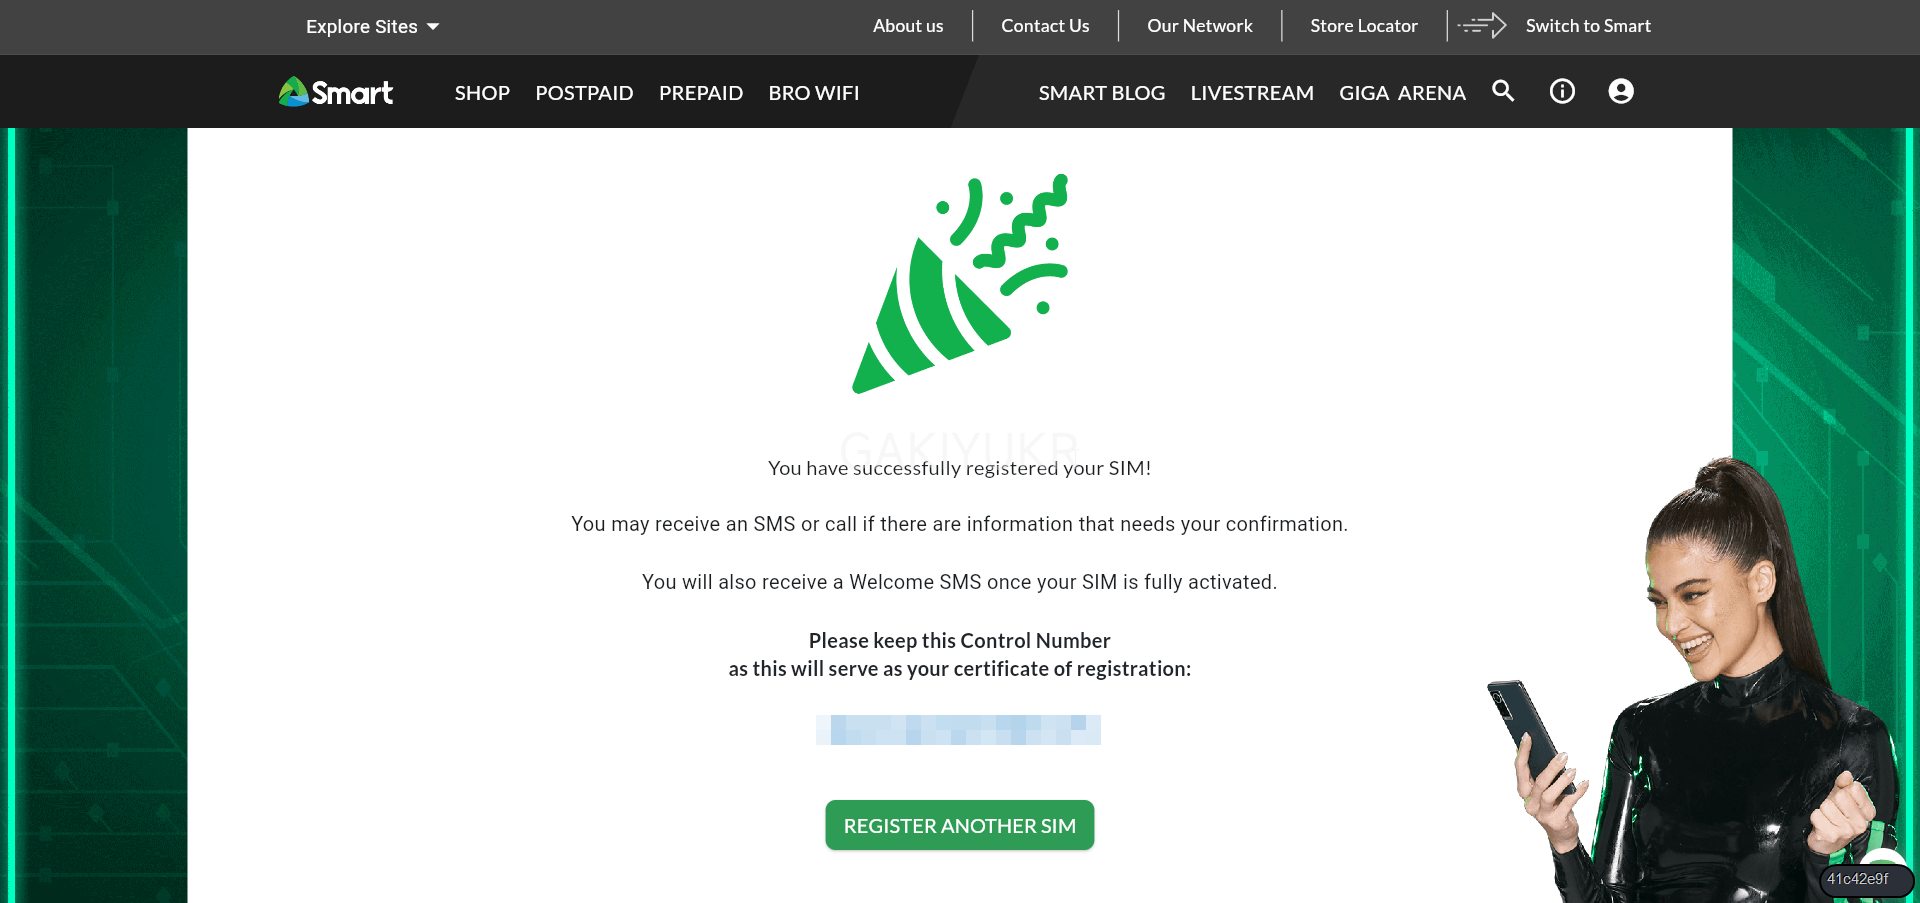 Explore Sites
About us
Contact Us
Our Network
Store Locator
Switch to Smart
Smart
SHOP
POSTPAID
PREPAID
BRO WIFI
SMART BLOG
LIVESTREAM
GIGA ARENA
GAKIYUKR
You have successfully registered your SIM!
You may receive an SMS or call if there are information that needs your confirmation.
You will also receive a Welcome SMS once your SIM is fully activated.
Please keep this Control Number
as this will serve as your certificate of registration:
REGISTER ANOTHER SIM
41c42e9f